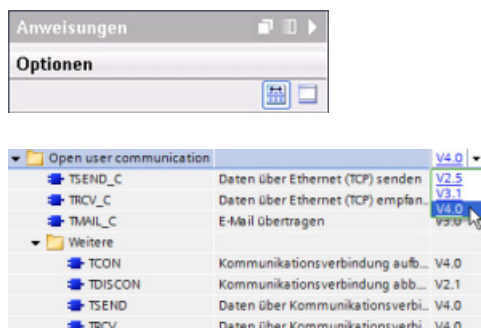 Anweisungen
Optionen
Open user communication V4.0
TSEND_C Daten über Ethernet (TCP) senden V2.5
V3.1
TRCV_C Daten über Ethernet (TCP) empfan...
V4.0
TMAIL_C E-Mail übertragen V3.0
Weitere
TCON Kommunikationsverbindung aufb... V4.0
TDISCON Kommunikationsverbindung abb... V2.1
TSEND Daten über Kommunikationsverbi... V4.0
TRCV Daten über Kommunikationsverbi... V4.0